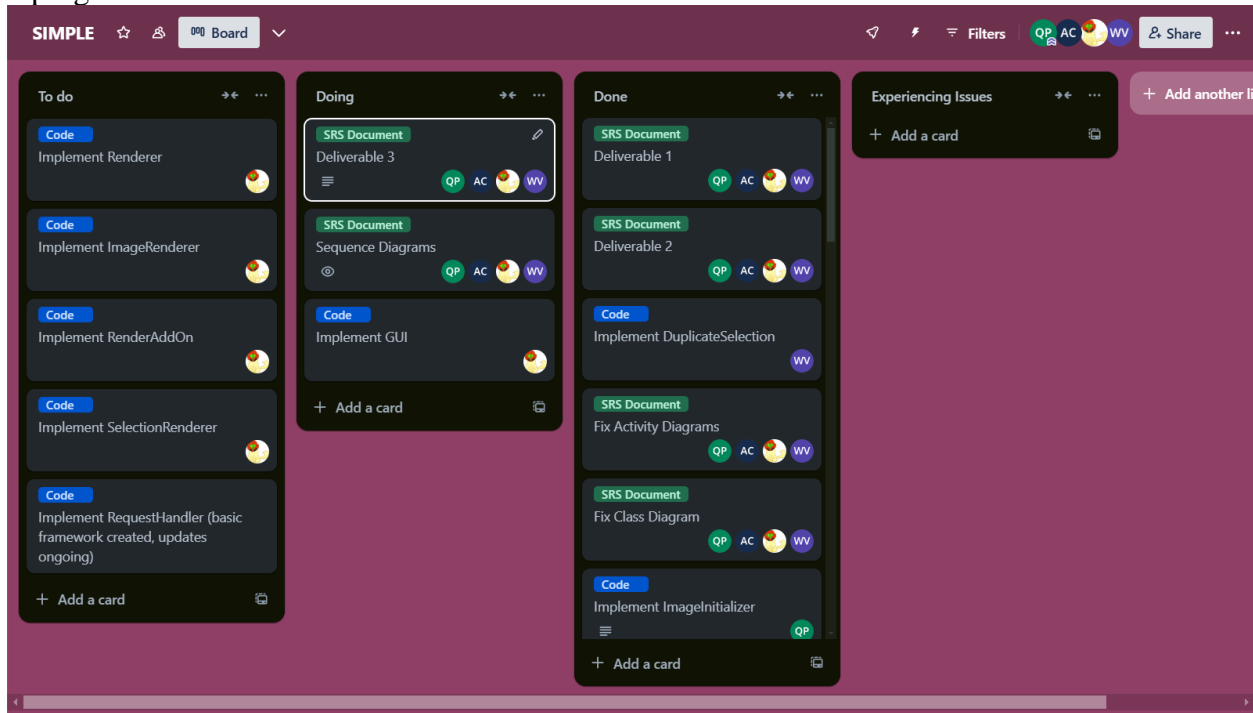 SIMPLE
Board
Filters
QP
AC
WV
Share
To do
Code
Implement Renderer
Code
Implement ImageRenderer
Code
Implement RenderAddOn
Code
Implement SelectionRenderer
Code
Implement RequestHandler (basic
framework created, updates
ongoing)
+ Add a card
Doing
SRS Document
Deliverable 3
QP AC WV
SRS Document
Sequence Diagrams
QP AC WV
Code
Implement GUI
+ Add a card
Done
SRS Document
Deliverable 1
QP AC WV
SRS Document
Deliverable 2
QP AC WV
Code
Implement DuplicateSelection
WV
SRS Document
Fix Activity Diagrams
QP AC WV
SRS Document
Fix Class Diagram
QP AC WV
Code
Implement ImageInitializer
QP
+ Add a card
Experiencing Issues
+ Add a card
+ Add another li